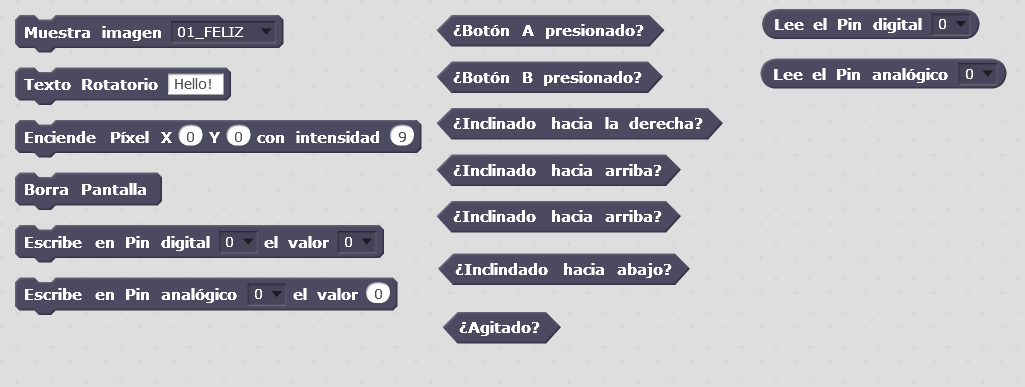 Muestra imagen 01_FELIZ
Texto Rotatorio Hello!
Enciende Píxel X 0 Y 0 con intensidad 9
Borra Pantalla
Escribe en Pin digital 0 el valor 0
Escribe en Pin analógico 0 el valor 0
¿Botón A presionado?
¿Botón B presionado?
¿Inclinado hacia la derecha?
¿Inclinado hacia arriba?
¿Inclinado hacia arriba?
¿Inclindado hacia abajo?
¿Agitado?
Lee el Pin digital 0
Lee el Pin analógico 0